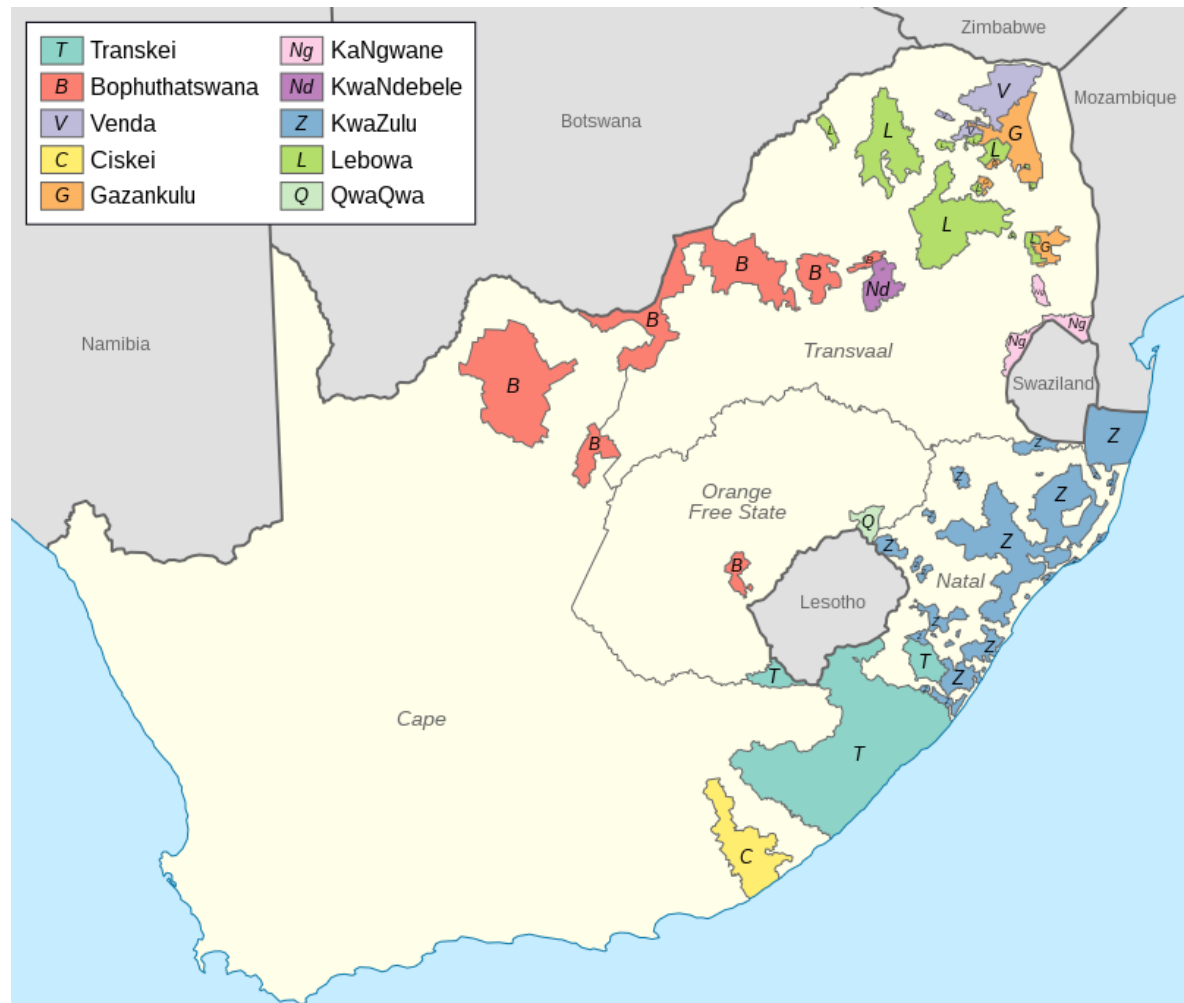 T Transkei
B Bophuthatswana
V Venda
C Ciskei
G Gazankulu
Ng KaNgwane
Nd KwaNdebele
Z KwaZulu
L Lebowa
Q QwaQwa
Zimbabwe
Mozambique
Botswana
Namibia
Swaziland
Lesotho
Transvaal
Orange
Free State
Natal
Cape
V
V
G
L
L
L
L
L
L
G
B
B
B
B
Nd
B
B
B
Ng
Ng
Z
Z
Z
Z
Z
Q
Z
Z
Z
Z
T
T
T
C